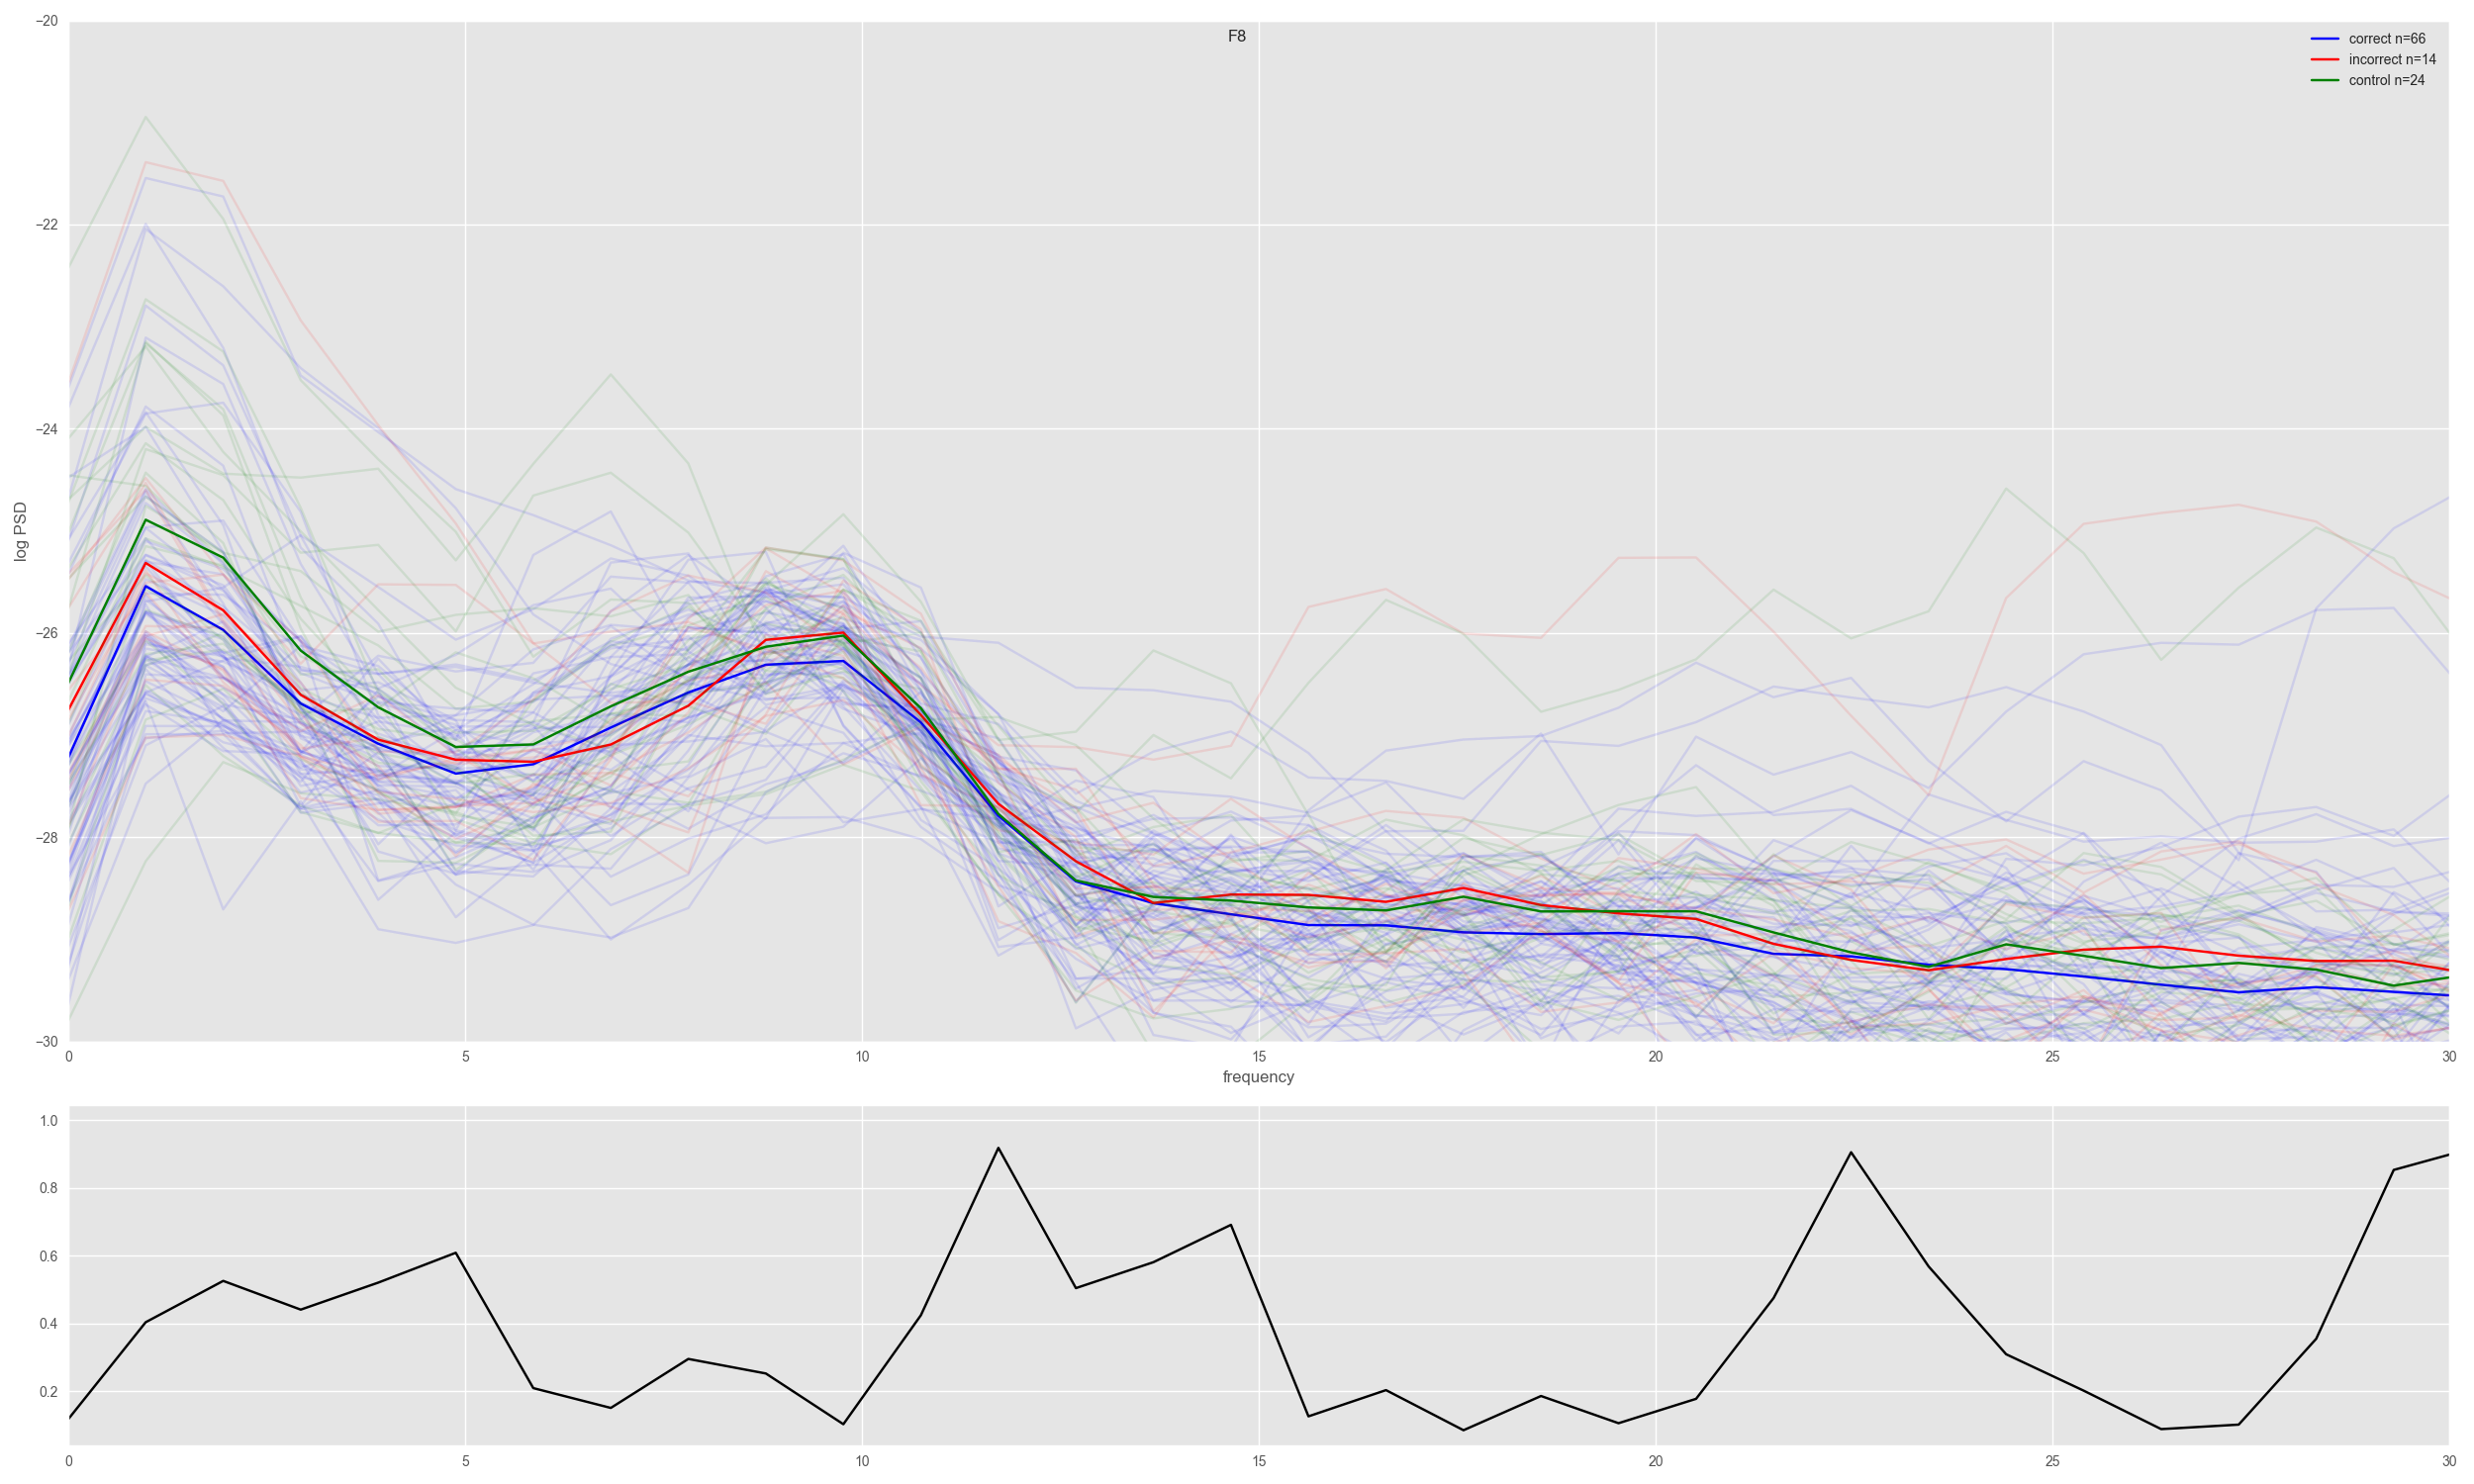 F8
correct n=66
incorrect n=14
control n=24
−20
−22
−24
−26
−28
−30
log PSD
0 5 10 15 20 25 30
frequency
1.0
0.8
0.6
0.4
0.2
0 5 10 15 20 25 30